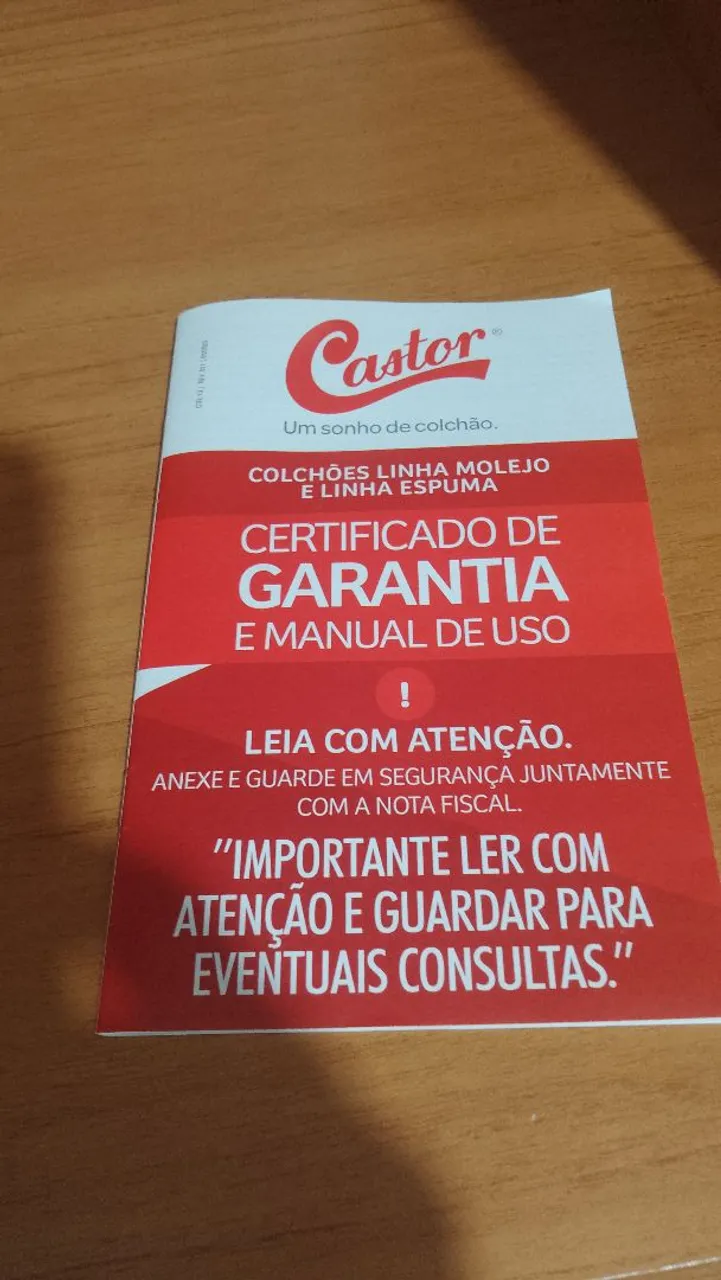 Castor®
Um sonho de colchão.
COLCHÕES LINHA MOLEJO
E LINHA ESPUMA
CERTIFICADO DE
GARANTIA
E MANUAL DE USO
!
LEIA COM ATENÇÃO.
ANEXE E GUARDE EM SEGURANÇA JUNTAMENTE
COM A NOTA FISCAL.
"IMPORTANTE LER COM
ATENÇÃO E GUARDAR PARA
EVENTUAIS CONSULTAS."